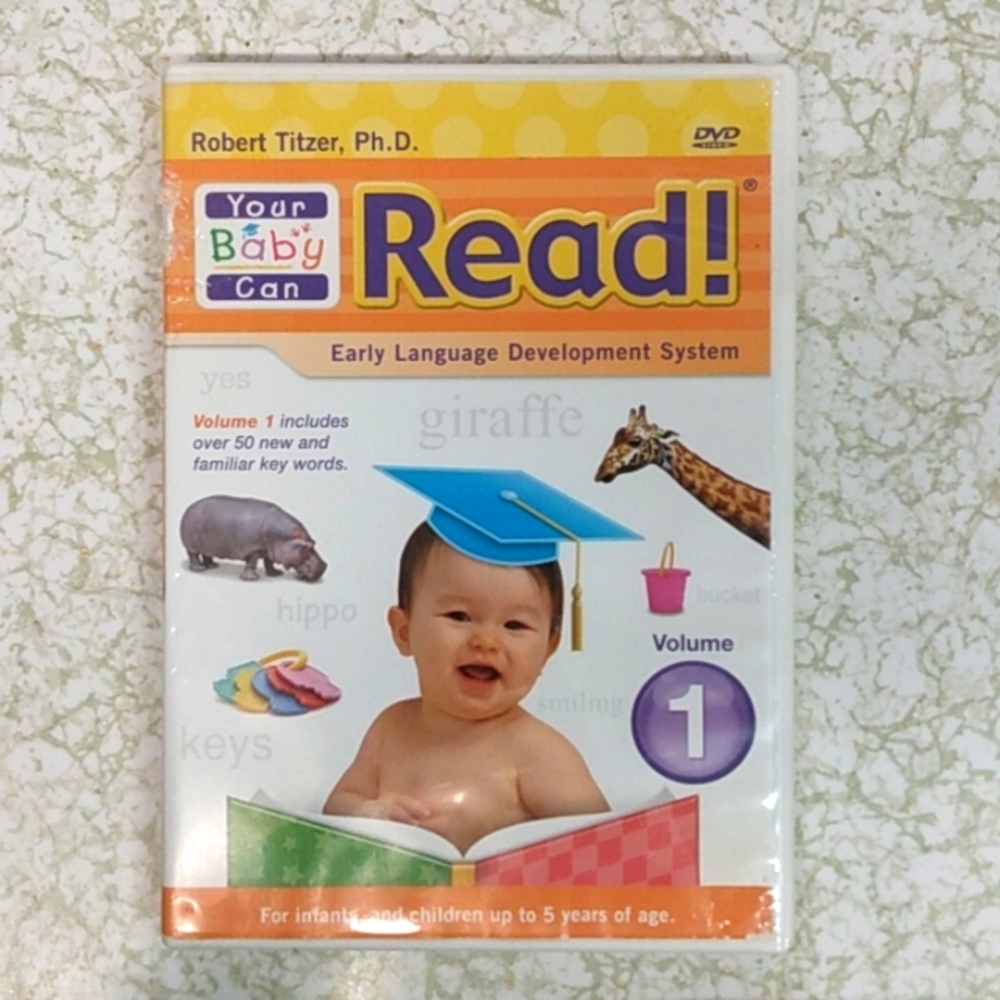 Robert Titzer, Ph.D.
DVD
VIDEO
Your
Baby
Can
Read!®
Early Language Development System
yes
giraffe
Volume 1 includes
over 50 new and
familiar key words.
hippo
bucket
Volume
1
smiling
keys
For infants and children up to 5 years of age.